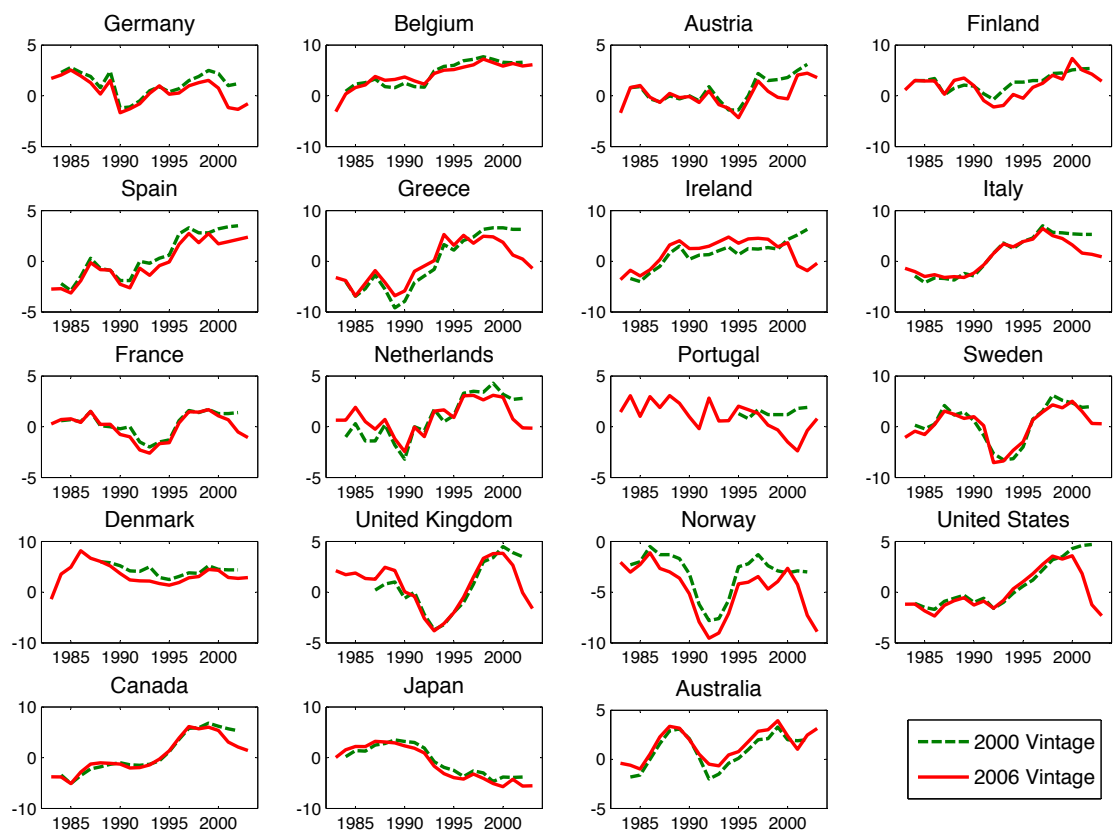 Germany Belgium Austria Finland
5 10 5 10
0 0 0 0
-5 -10 -5 -10
1985 1990 1995 2000 1985 1990 1995 2000 1985 1990 1995 2000 1985 1990 1995 2000
Spain Greece Ireland Italy
5 10 10 10
0 0 0 0
-5 -10 -10 -10
1985 1990 1995 2000 1985 1990 1995 2000 1985 1990 1995 2000 1985 1990 1995 2000
France Netherlands Portugal Sweden
5 5 5 10
0 0 0 0
-5 -5 -5 -10
1985 1990 1995 2000 1985 1990 1995 2000 1985 1990 1995 2000 1985 1990 1995 2000
Denmark United Kingdom Norway United States
10 5 0 5
0 0 -5 0
-10 -5 -10 -5
1985 1990 1995 2000 1985 1990 1995 2000 1985 1990 1995 2000 1985 1990 1995 2000
Canada Japan Australia
10 10 5
0 0 0
-10 -10 -5
1985 1990 1995 2000 1985 1990 1995 2000 1985 1990 1995 2000
2000 Vintage
2006 Vintage